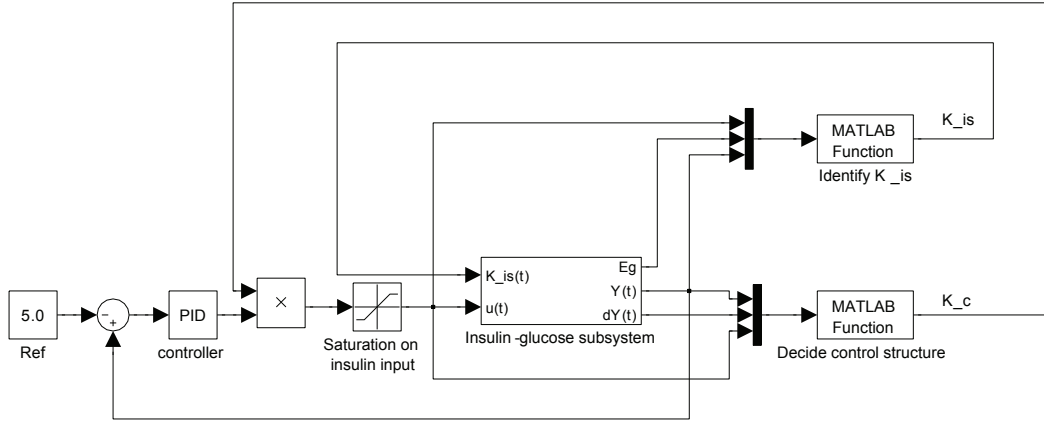 K_is
MATLAB
Function
Identify K _is
K_is(t)
u(t)
Eg
Y(t)
dY(t)
Insulin -glucose subsystem
5.0
Ref
-
+
PID
controller
×
Saturation on
insulin input
K_c
MATLAB
Function
Decide control structure